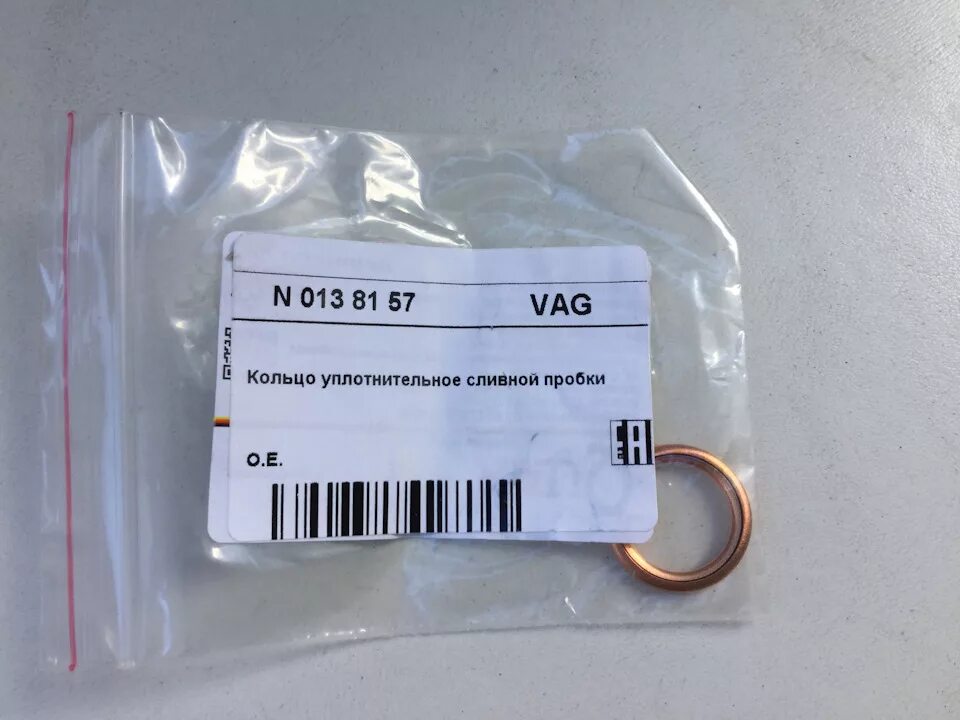 N 013 81 57 VAG
Кольцо уплотнительное сливной пробки
O.E.